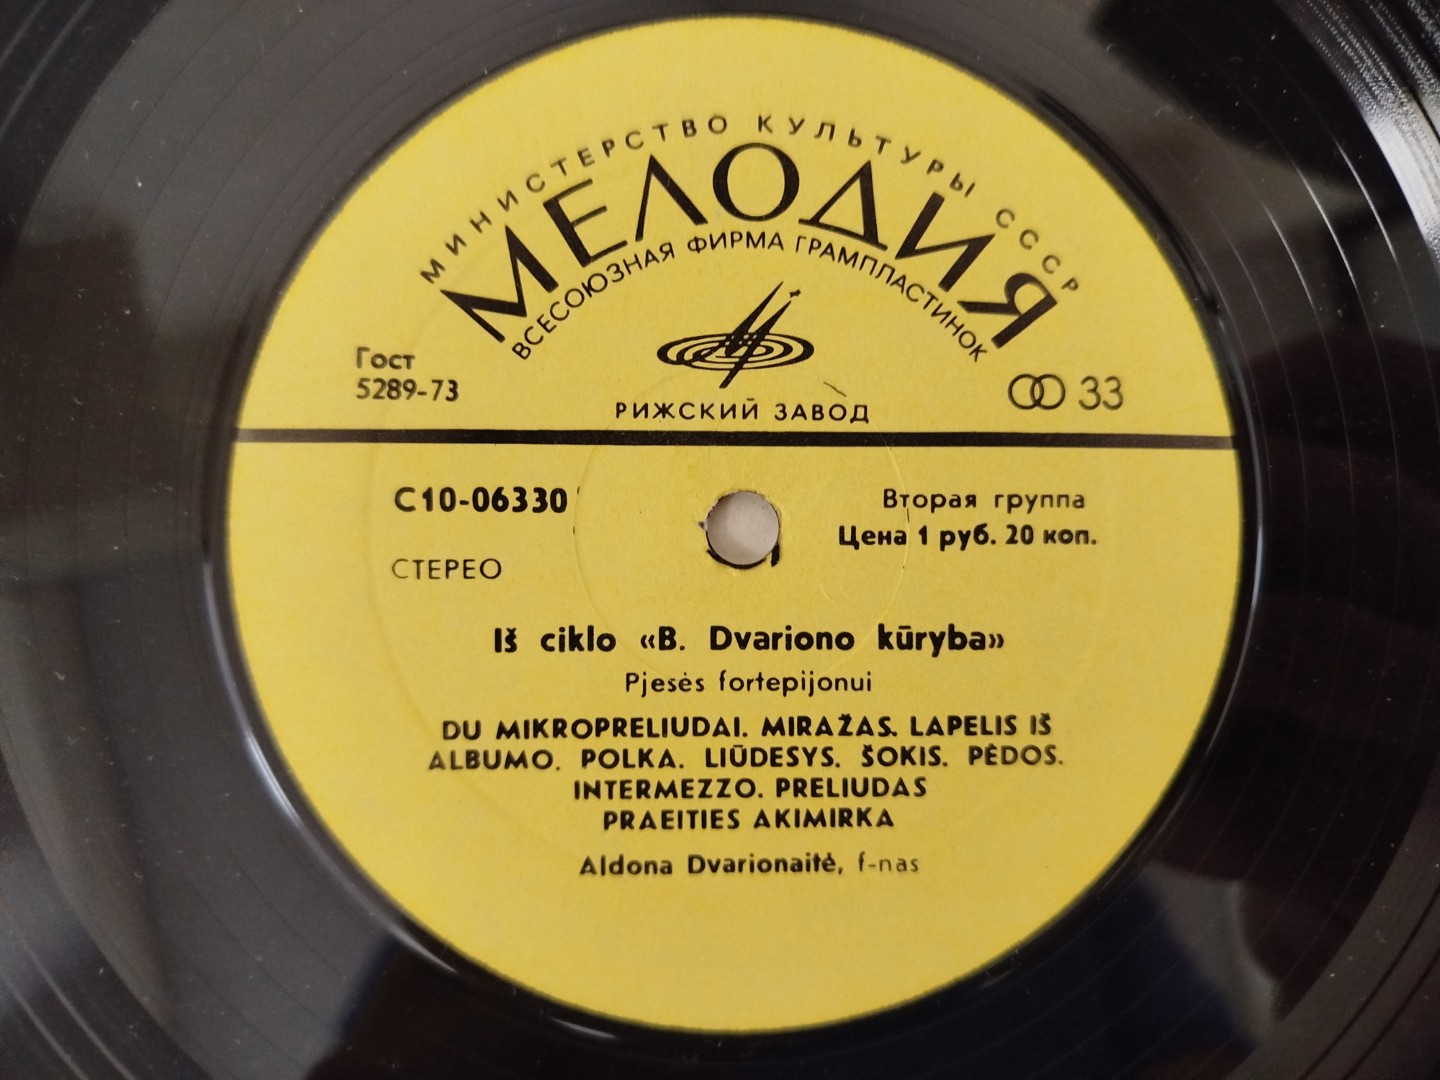 МИНИСТЕРСТВО КУЛЬТУРЫ СССР
МЕЛОДИЯ
ВСЕСОЮЗНАЯ ФИРМА ГРАМПЛАСТИНОК
Гост
5289-73
33
РИЖСКИЙ ЗАВОД
С10-06330
Вторая группа
Цена 1 руб. 20 коп.
СТЕРЕО
Iš ciklo «B. Dvariono kūryba»
Pjesės fortepijonui
DU MIKROPRELIUDAI. MIRAŽAS. LAPELIS IŠ
ALBUMO. POLKA. LIŪDESYS. ŠOKIS. PĖDOS.
INTERMEZZO. PRELIUDAS
PRAEITIES AKIMIRKA
Aldona Dvarionaitė, f-nas